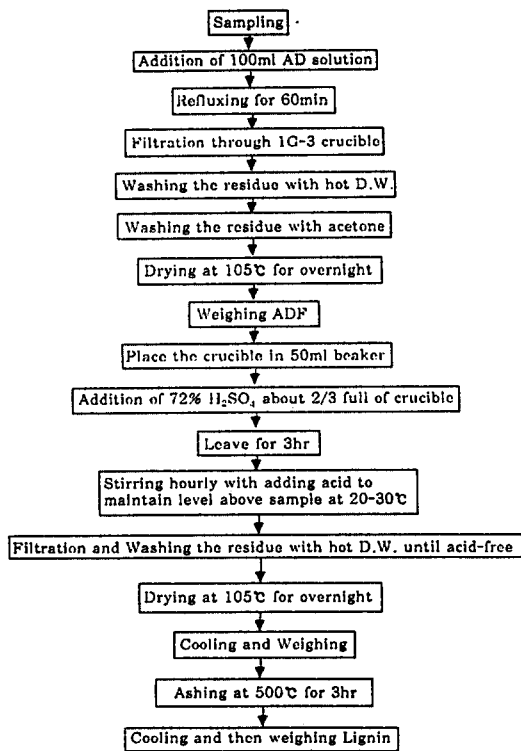 Sampling
Addition of 100ml AD solution
Refluxing for 60min
Filtration through 1G-3 crucible
Washing the residue with hot D.W.
Washing the residue with acetone
Drying at 105℃ for overnight
Weighing ADF
Place the crucible in 50ml beaker
Addition of 72% H₂SO₄ about 2/3 full of crucible
Leave for 3hr
Stirring hourly with adding acid to
maintain level above sample at 20-30℃
Filtration and Washing the residue with hot D.W. until acid-free
Drying at 105℃ for overnight
Cooling and Weighing
Ashing at 500℃ for 3hr
Cooling and then weighing Lignin